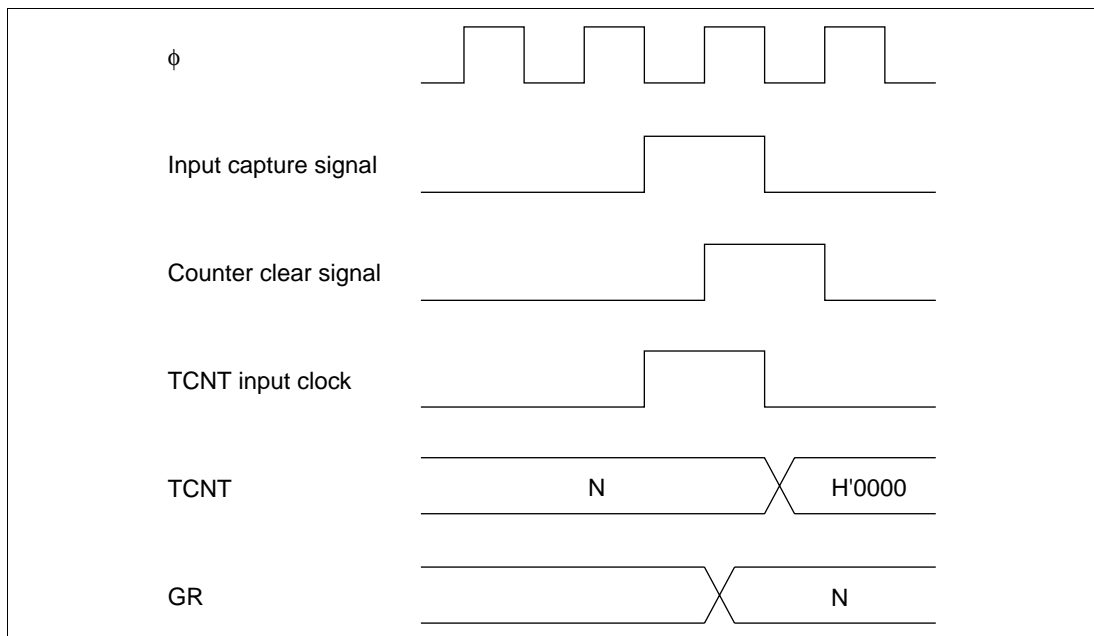 ϕ
Input capture signal
Counter clear signal
TCNT input clock
TCNT N H'0000
GR N